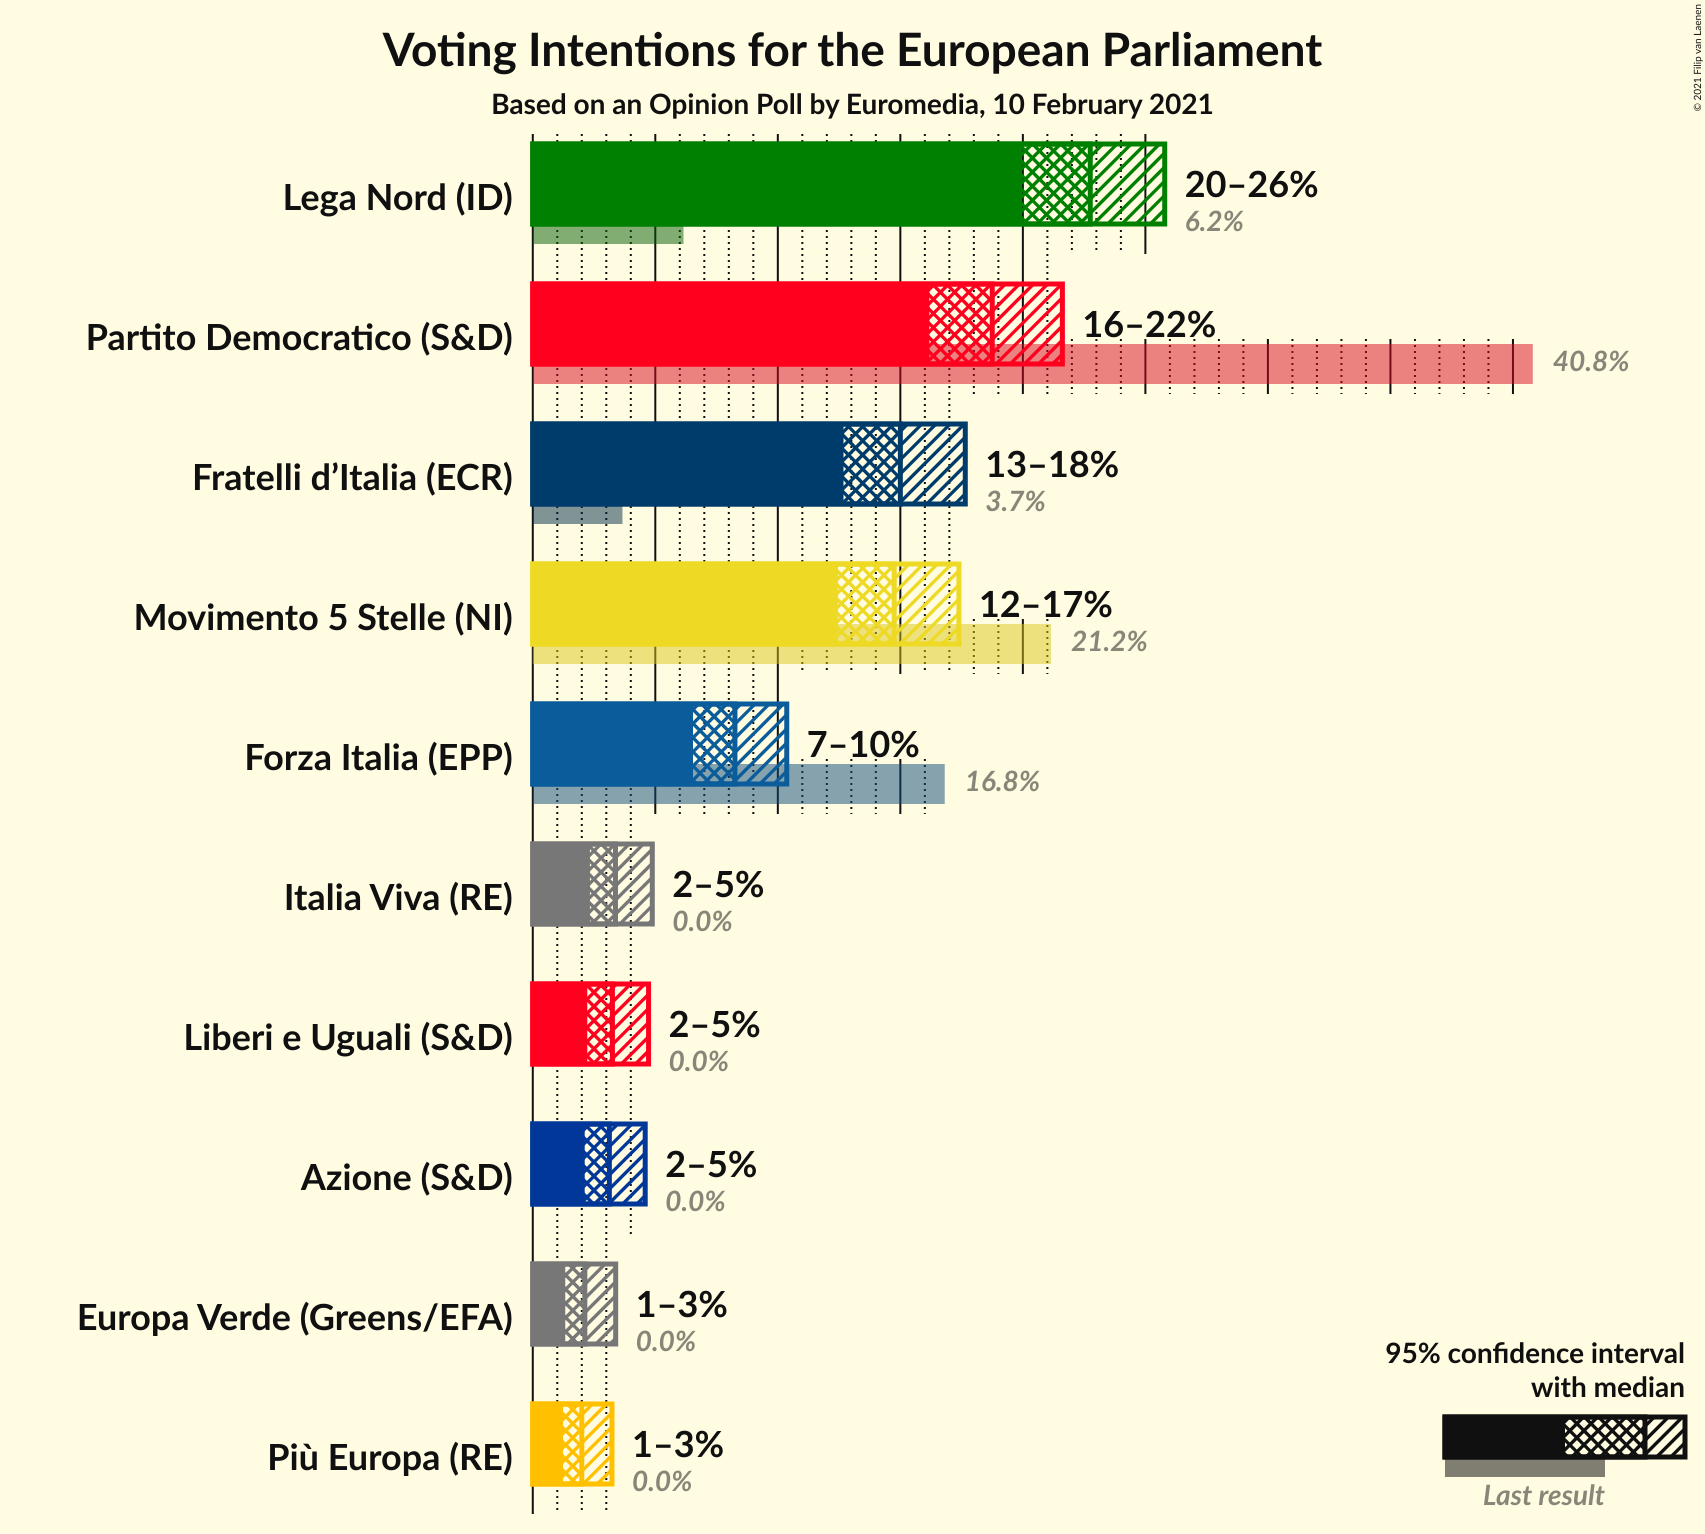 Voting Intentions for the European Parliament
Based on an Opinion Poll by Euromedia, 10 February 2021
© 2021 Filip van Laenen
Lega Nord (ID)
20–26%
6.2%
Partito Democratico (S&D)
16–22%
40.8%
Fratelli d’Italia (ECR)
13–18%
3.7%
Movimento 5 Stelle (NI)
12–17%
21.2%
Forza Italia (EPP)
7–10%
16.8%
Italia Viva (RE)
2–5%
0.0%
Liberi e Uguali (S&D)
2–5%
0.0%
Azione (S&D)
2–5%
0.0%
Europa Verde (Greens/EFA)
1–3%
0.0%
Più Europa (RE)
1–3%
0.0%
95% confidence interval
with median
Last result